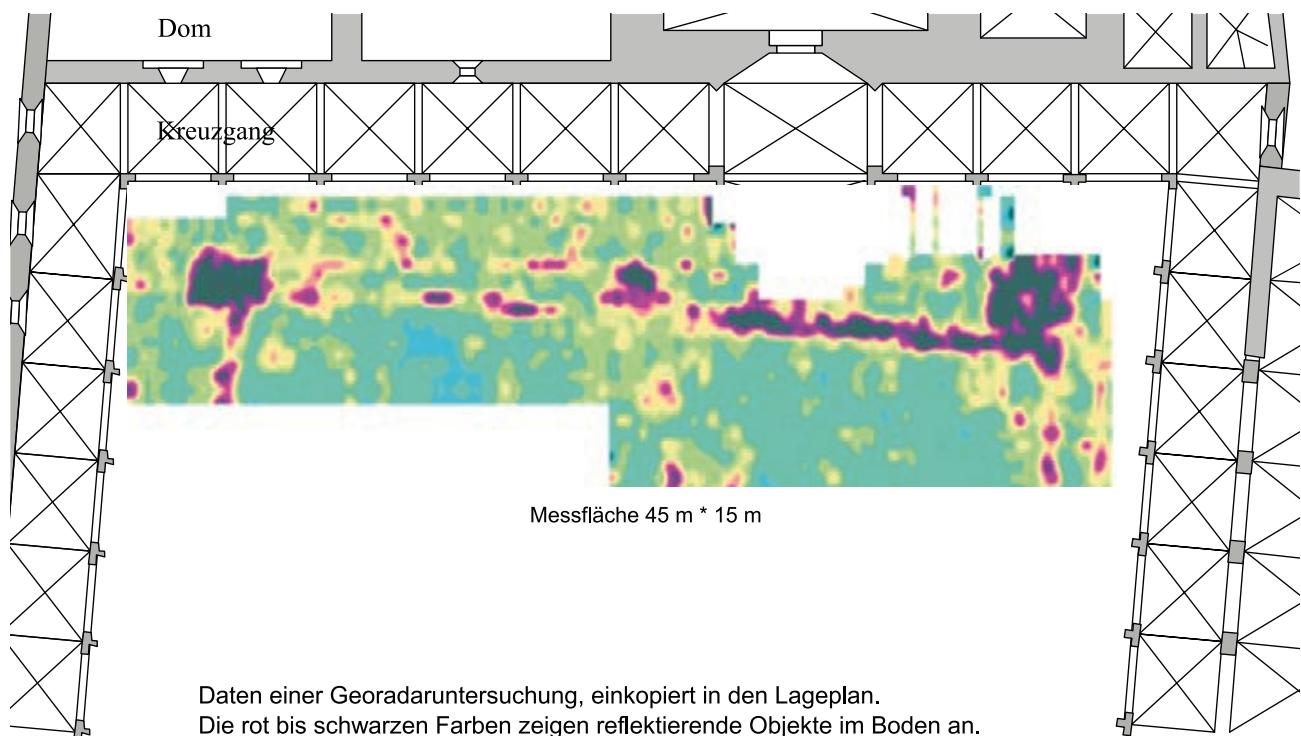 Dom
Kreuzgang
Messfläche 45 m * 15 m
Daten einer Georadaruntersuchung, einkopiert in den Lageplan.
Die rot bis schwarzen Farben zeigen reflektierende Objekte im Boden an.